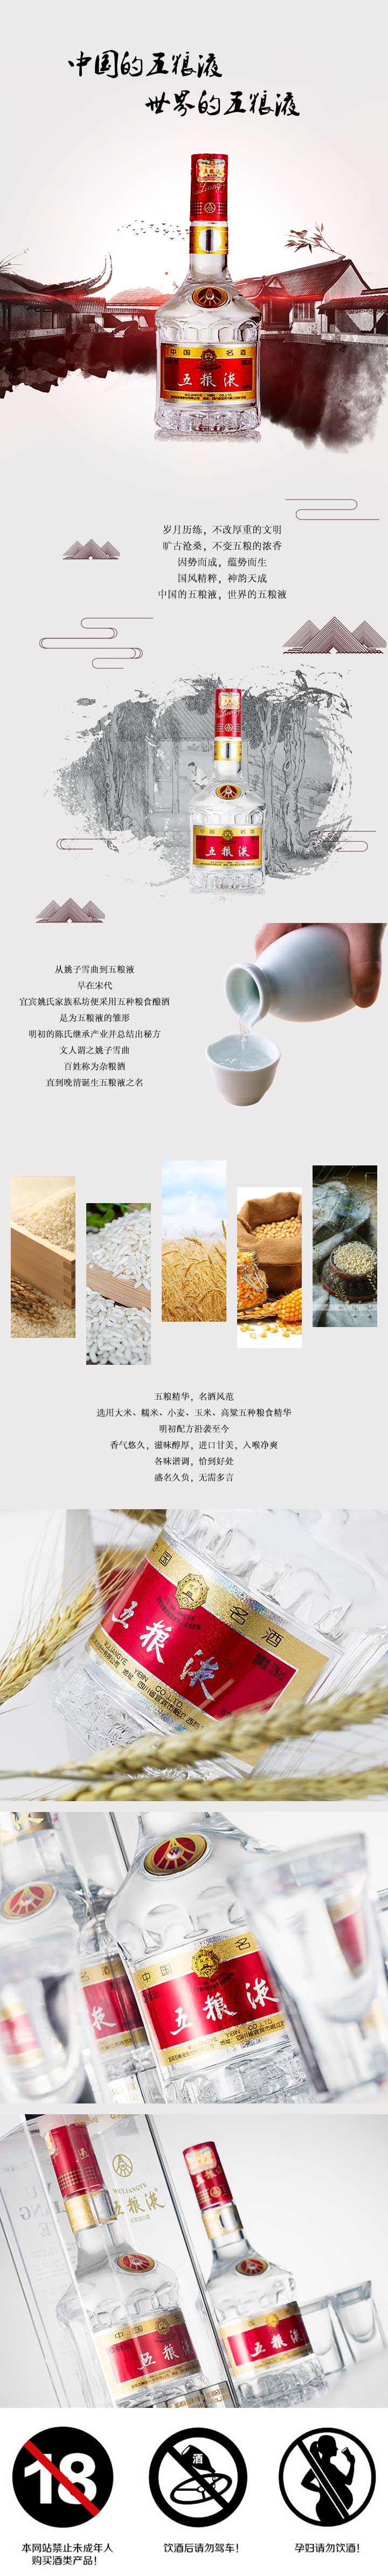 中国的五粮液
世界的五粮液
中国名酒
五粮液
岁月历练，不改厚重的文明
旷古沧桑，不变五粮的浓香
因势而成，蕴势而生
国风精粹，神韵天成
中国的五粮液，世界的五粮液
中国名酒
五粮液
从姚子雪曲到五粮液
早在宋代
宜宾姚氏家族私坊便采用五种粮食酿酒
是为五粮液的雏形
明初的陈氏继承产业并总结出秘方
文人谓之姚子雪曲
百姓称为杂粮酒
直到晚清诞生五粮液之名
五粮精华，名酒风范
选用大米、糯米、小麦、玉米、高粱五种粮食精华
明初配方沿袭至今
香气悠久，滋味醇厚，进口甘美，入喉净爽
各味谐调，恰到好处
盛名久负，无需多言
中国名酒
五粮液
WULIANGYE YIBIN CO.,LTD.
中国名
五粮液
液
WULIANGYE YIBIN CO.,LTD.
WULIANGYE
五粮液
五粮液
五粮液
18
酒
本网站禁止未成年人
购买酒类产品！
饮酒后请勿驾车！
孕妇请勿饮酒！